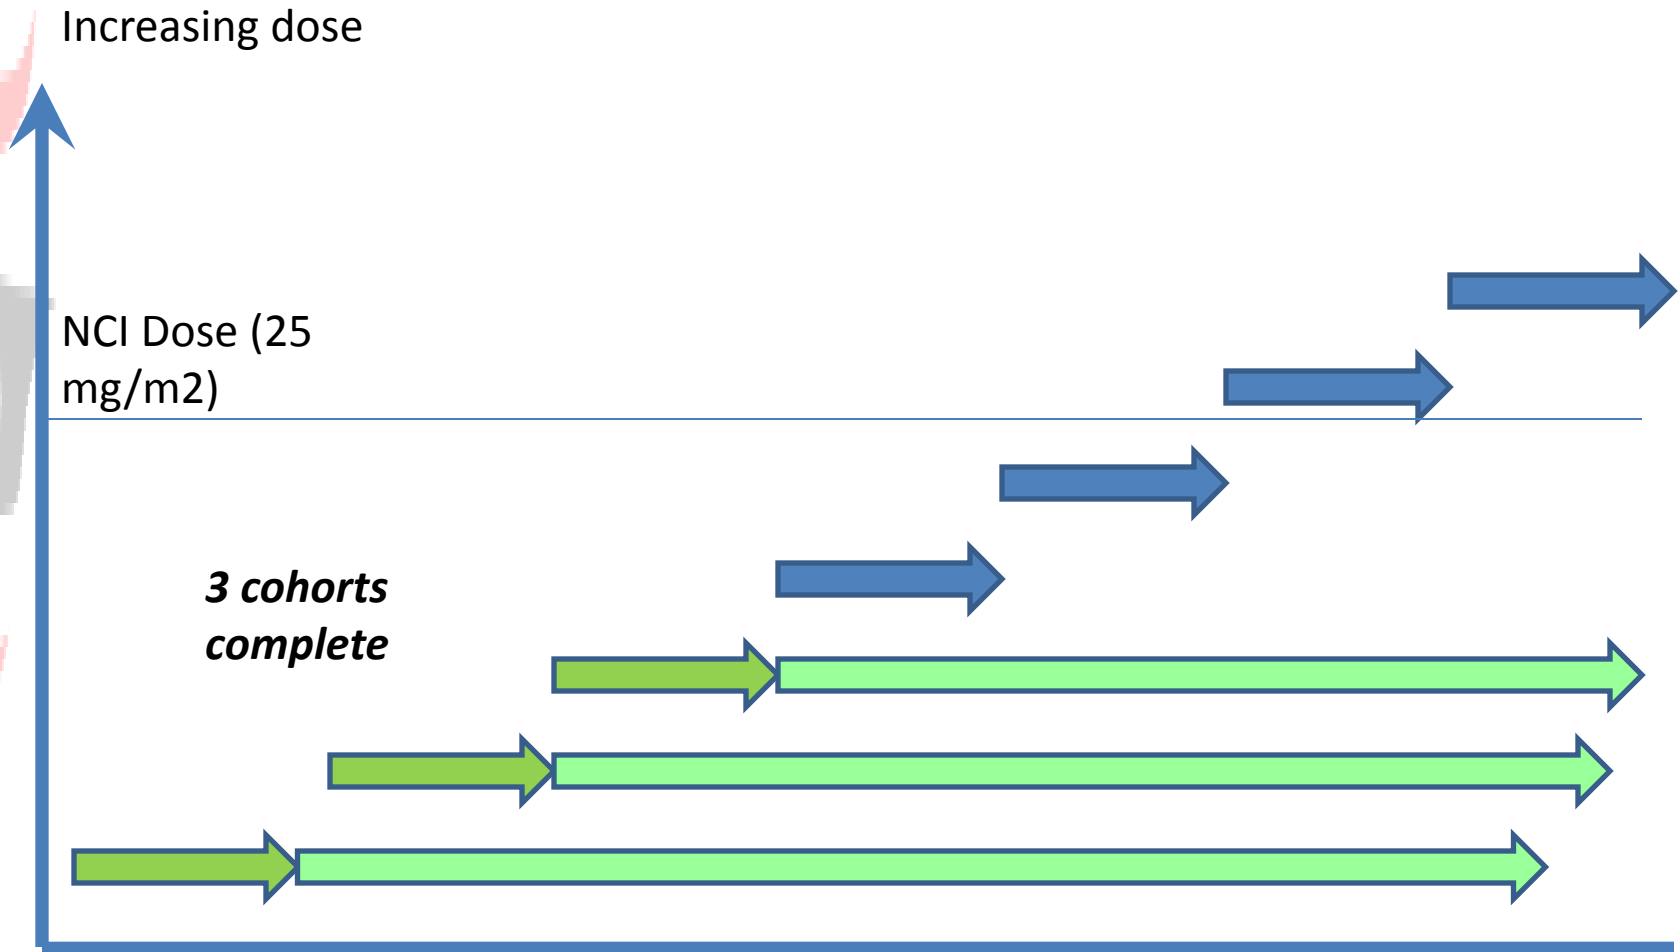 Increasing dose
NCI Dose (25
mg/m2)
3 cohorts
complete